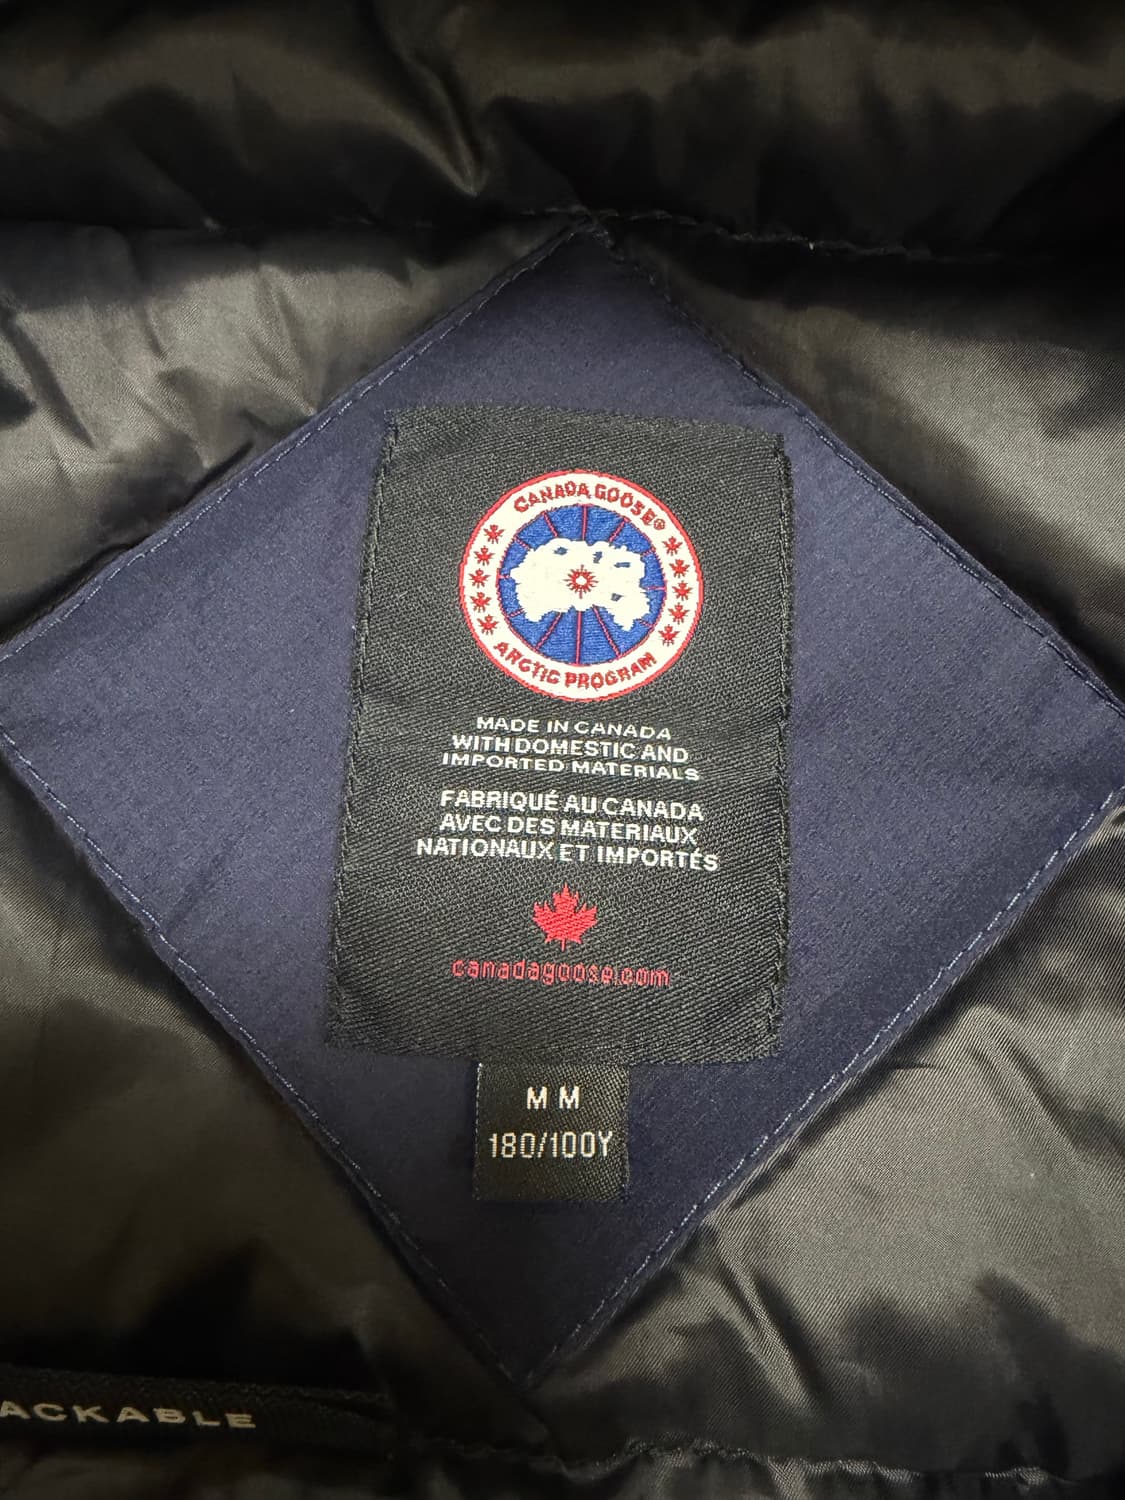 CANADA GOOSE®
ARCTIC PROGRAM
MADE IN CANADA
WITH DOMESTIC AND
IMPORTED MATERIALS
FABRIQUÉ AU CANADA
AVEC DES MATERIAUX
NATIONAUX ET IMPORTÉS
canadagoose.com
M M
180/100Y
ACKABLE